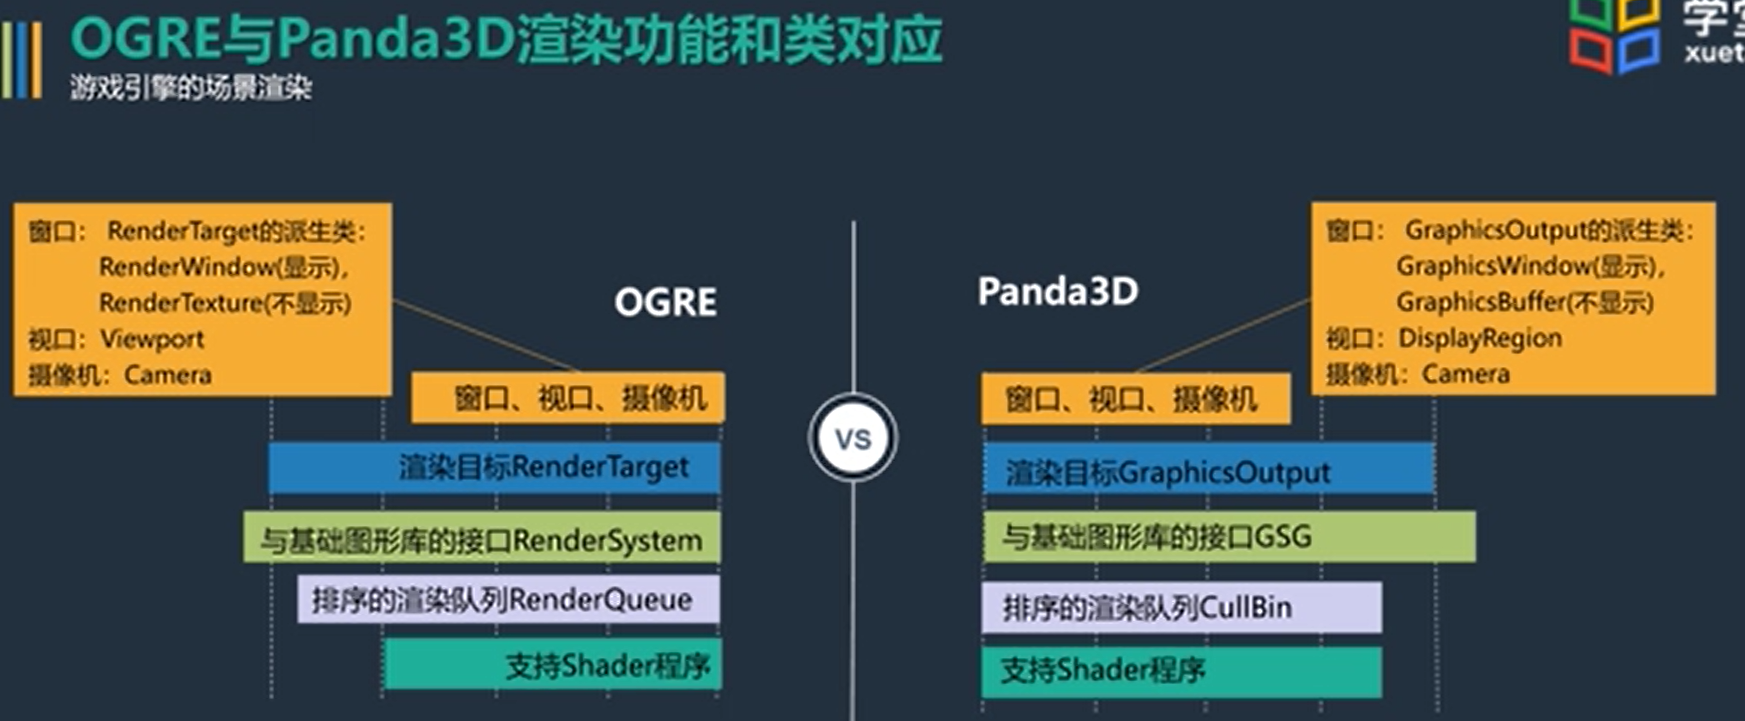 OGRE与Panda3D渲染功能和类对应
游戏引擎的场景渲染
xuet
窗口： RenderTarget的派生类：
RenderWindow(显示)，
RenderTexture(不显示)
视口：Viewport
摄像机：Camera
OGRE
窗口、视口、摄像机
渲染目标RenderTarget
与基础图形库的接口RenderSystem
排序的渲染队列RenderQueue
支持Shader程序
VS
Panda3D
窗口： GraphicsOutput的派生类：
GraphicsWindow(显示)，
GraphicsBuffer(不显示)
视口：DisplayRegion
摄像机：Camera
窗口、视口、摄像机
渲染目标GraphicsOutput
与基础图形库的接口GSG
排序的渲染队列CullBin
支持Shader程序